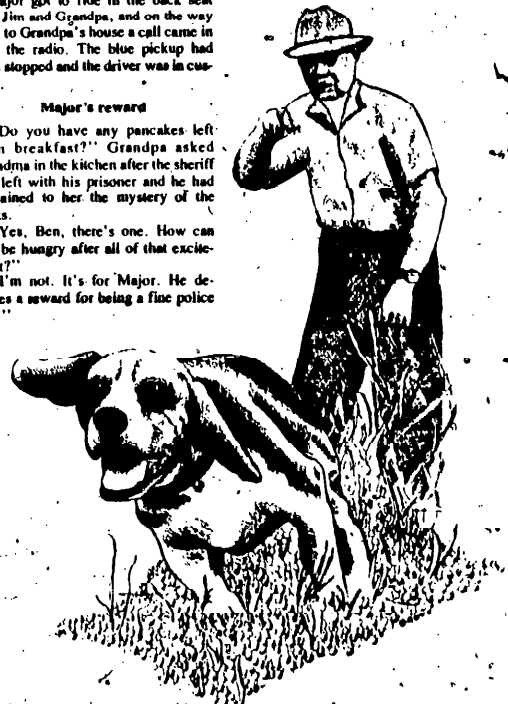 ajor got to ride in the back seat
Jim and Grandpa, and on the way
to Grandpa's house a call came in
the radio. The blue pickup had
stopped and the driver was in cus-
Major's reward
Do you have any pancakes left
n breakfast?" Grandpa asked
ndma in the kitchen after the sheriff
left with his prisoner and he had
ained to her the mystery of the
s.
Yes, Ben, there's one. How can
be hungry after all of that excite-
t?"
I'm not. It's for Major. He de-
es a reward for being a fine police
"